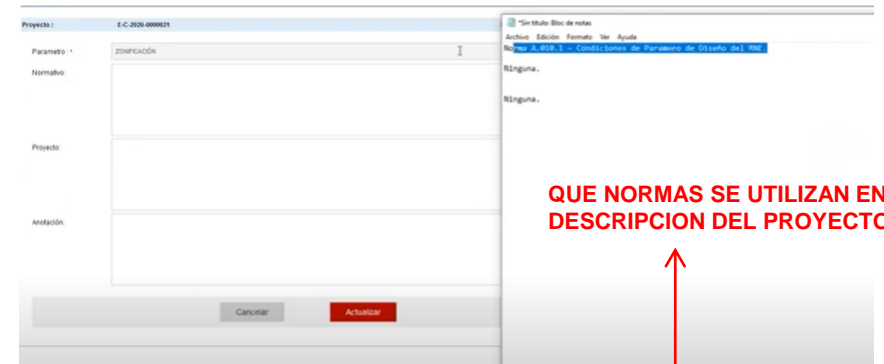 Proyecto :
E-C-2020-0000021
Parametro : *
ZONIFICACIÓN
Normativo:
Proyecto:
Anotación:
Cancelar
Actualizar
*Sin título: Bloc de notas
Archivo Edición Formato Ver Ayuda
Norma A.010.1 - Condiciones de Paramero de Diseño del RNE.
Ninguna.
Ninguna.
QUE NORMAS SE UTILIZAN EN
DESCRIPCION DEL PROYECTO